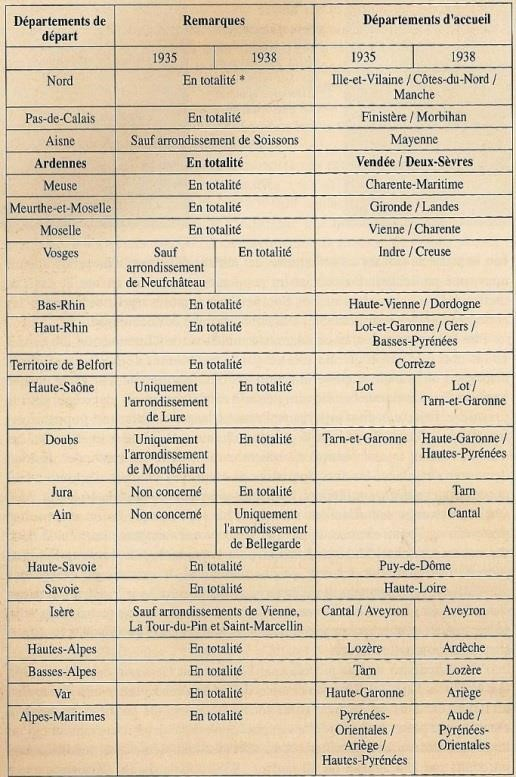 Départements de départ | Remarques | Départements d'accueil
1935 | 1938 | 1935 | 1938
Nord | En totalité * | Ille-et-Vilaine / Côtes-du-Nord / Manche
Pas-de-Calais | En totalité | Finistère / Morbihan
Aisne | Sauf arrondissement de Soissons | Mayenne
Ardennes | En totalité | Vendée / Deux-Sèvres
Meuse | En totalité | Charente-Maritime
Meurthe-et-Moselle | En totalité | Gironde / Landes
Moselle | En totalité | Vienne / Charente
Vosges | Sauf arrondissement de Neufchâteau | En totalité | Indre / Creuse
Bas-Rhin | En totalité | Haute-Vienne / Dordogne
Haut-Rhin | En totalité | Lot-et-Garonne / Gers / Basses-Pyrénées
Territoire de Belfort | En totalité | Corrèze
Haute-Saône | Uniquement l'arrondissement de Lure | En totalité | Lot | Lot / Tarn-et-Garonne
Doubs | Uniquement l'arrondissement de Montbéliard | En totalité | Tarn-et-Garonne | Haute-Garonne / Hautes-Pyrénées
Jura | Non concerné | En totalité | | Tarn
Ain | Non concerné | Uniquement l'arrondissement de Bellegarde | | Cantal
Haute-Savoie | En totalité | Puy-de-Dôme
Savoie | En totalité | Haute-Loire
Isère | Sauf arrondissements de Vienne, La Tour-du-Pin et Saint-Marcellin | Cantal / Aveyron | Aveyron
Hautes-Alpes | En totalité | Lozère | Ardèche
Basses-Alpes | En totalité | Tarn | Lozère
Var | En totalité | Haute-Garonne | Ariège
Alpes-Maritimes | En totalité | Pyrénées-Orientales / Ariège / Hautes-Pyrénées | Aude / Pyrénées-Orientales